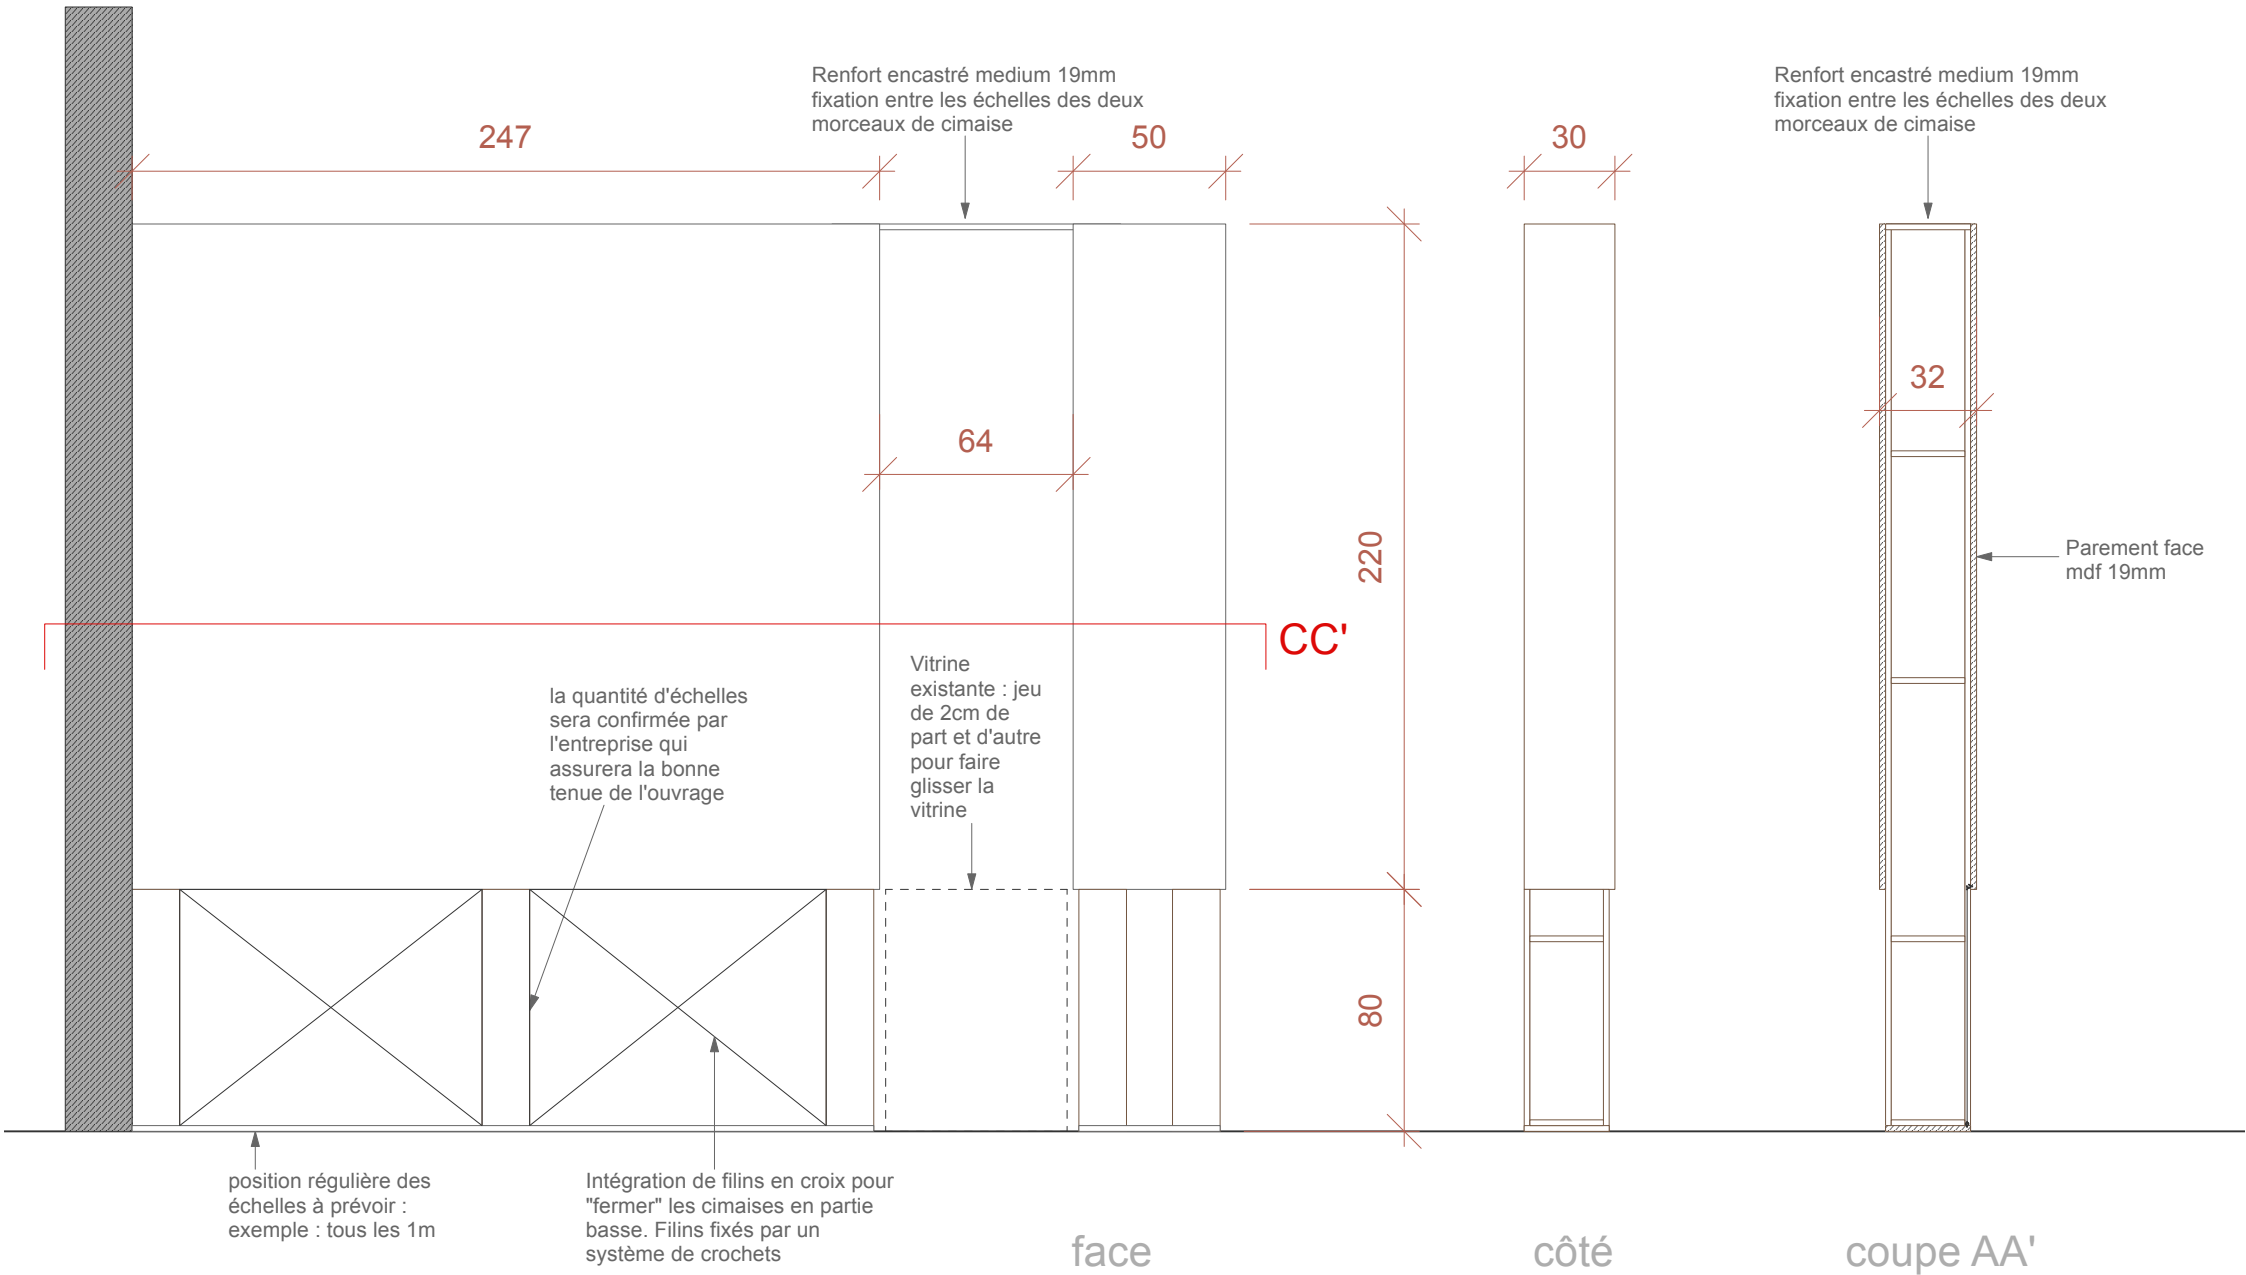 Renfort encastré medium 19mm
fixation entre les échelles des deux
morceaux de cimaise
Renfort encastré medium 19mm
fixation entre les échelles des deux
morceaux de cimaise
247
50
30
32
64
220
Parement face
mdf 19mm
CC'
Vitrine
existante : jeu
de 2cm de
part et d'autre
pour faire
glisser la
vitrine
la quantité d'échelles
sera confirmée par
l'entreprise qui
assurera la bonne
tenue de l'ouvrage
80
position régulière des
échelles à prévoir :
exemple : tous les 1m
Intégration de filins en croix pour
"fermer" les cimaises en partie
basse. Filins fixés par un
système de crochets
face
côté
coupe AA'